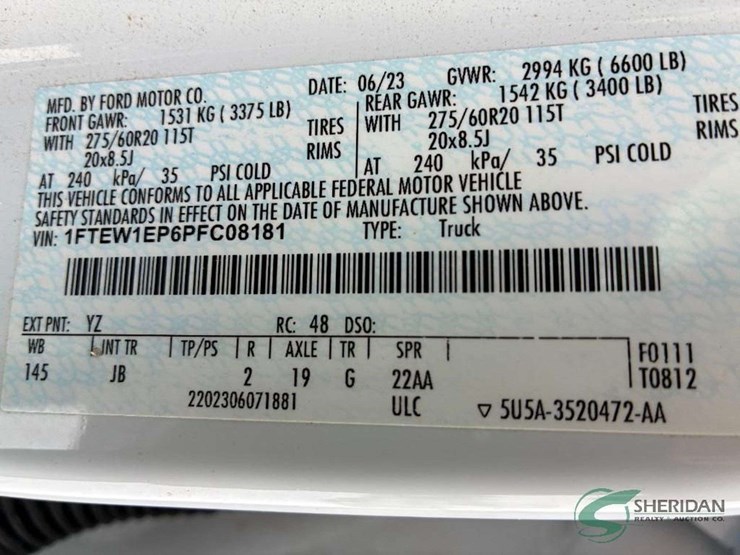 MFD. BY FORD MOTOR CO. DATE: 06/23 GVWR: 2994 KG ( 6600 LB)
FRONT GAWR: 1531 KG ( 3375 LB) REAR GAWR: 1542 KG ( 3400 LB)
WITH 275/60R20 115T TIRES WITH 275/60R20 115T TIRES
20x8.5J RIMS 20x8.5J RIMS
AT 240 kPa/ 35 PSI COLD AT 240 kPa/ 35 PSI COLD
THIS VEHICLE CONFORMS TO ALL APPLICABLE FEDERAL MOTOR VEHICLE
SAFETY STANDARDS IN EFFECT ON THE DATE OF MANUFACTURE SHOWN ABOVE.
VIN: 1FTEW1EP6PFC08181 TYPE: Truck
EXT PNT: YZ RC: 48 DSO:
WB INT TR TP/PS R AXLE TR SPR F0111
145 JB 2 19 G 22AA T0812
2202306071881 ULC ▽ 5U5A-3520472-AA
SHERIDAN
REALTY & AUCTION CO.